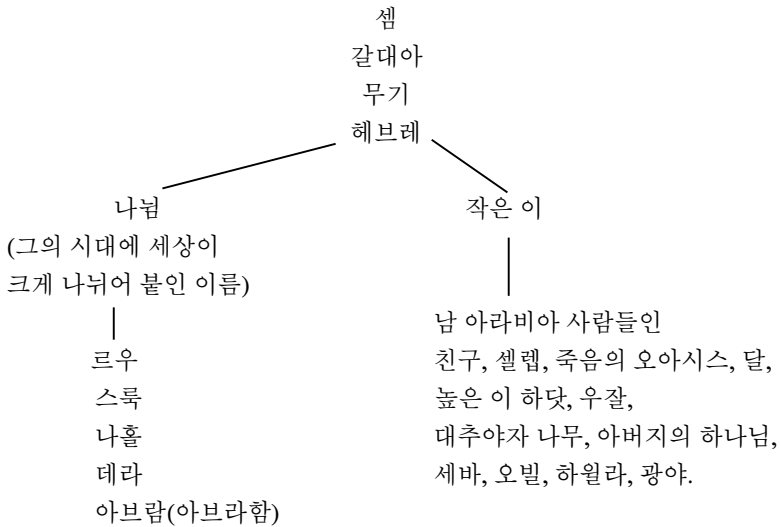 셈
갈대아
무기
헤브레
나뉨
(그의 시대에 세상이
크게 나뉘어 붙인 이름)
르우
스룩
나홀
데라
아브람(아브라함)
작은 이
남 아라비아 사람들인
친구, 셀렙, 죽음의 오아시스, 달,
높은 이 하닷, 우잘,
대추야자 나무, 아버지의 하나님,
세바, 오빌, 하윌라, 광야.